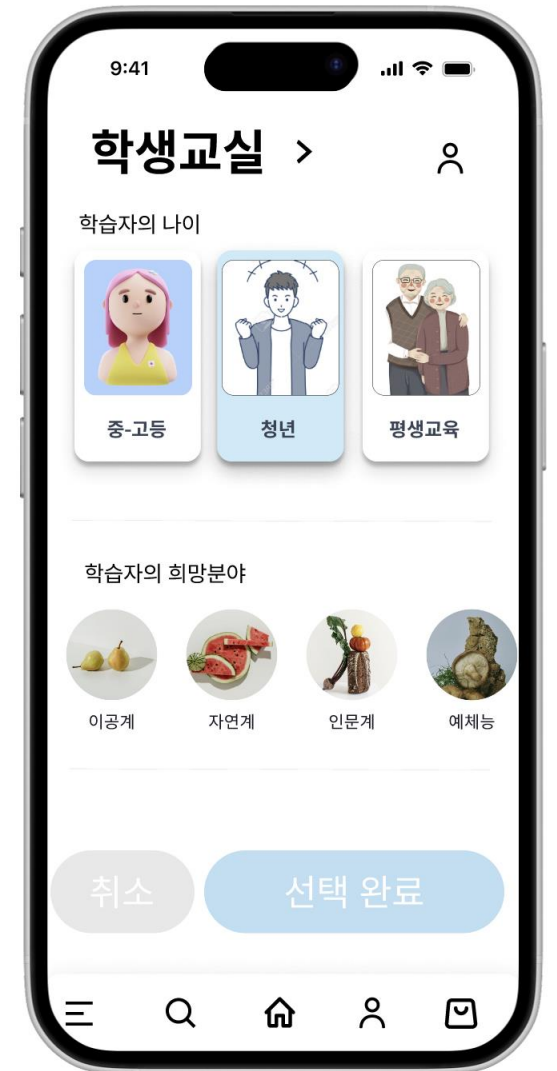 9:41
학생교실 >
학습자의 나이
중-고등 청년 평생교육
학습자의 희망분야
이공계 자연계 인문계 예체능
취소 선택 완료